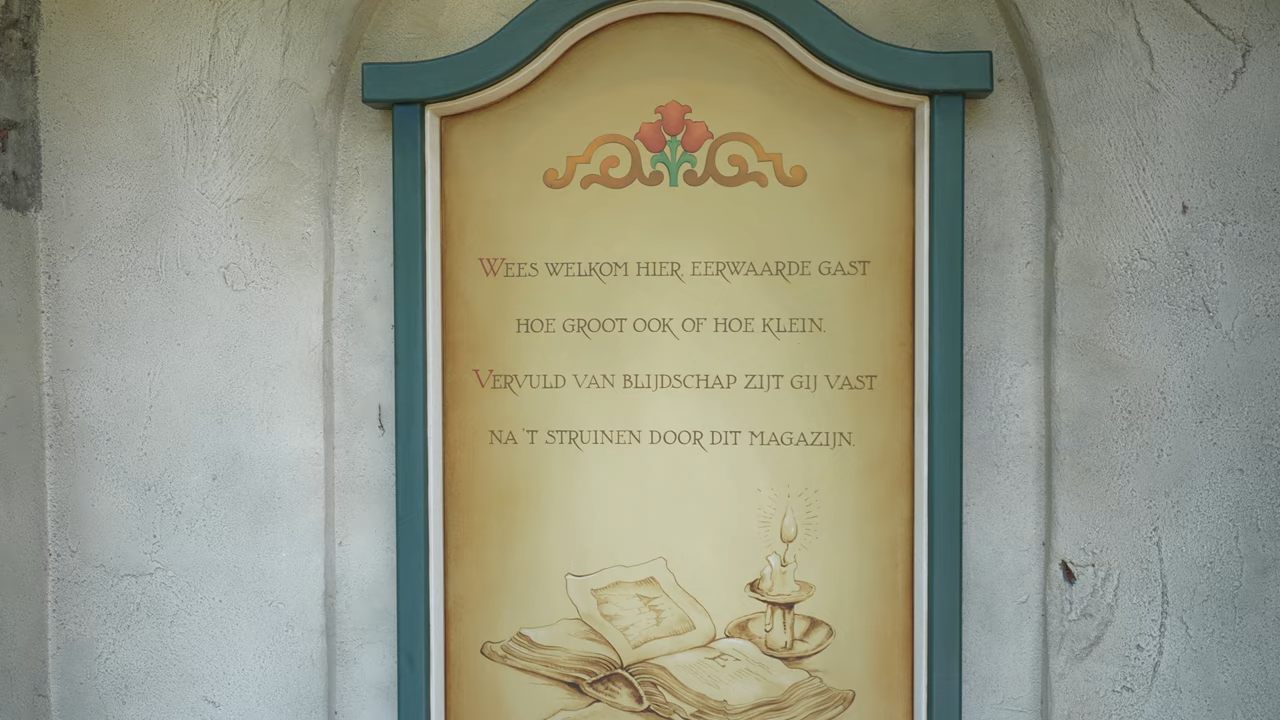 WEES WELKOM HIER, EERWAARDE GAST
HOE GROOT OOK OF HOE KLEIN.
VERVULD VAN BLIJDSCHAP ZIJT GIJ VAST
NA 'T STRUINEN DOOR DIT MAGAZIJN.
E